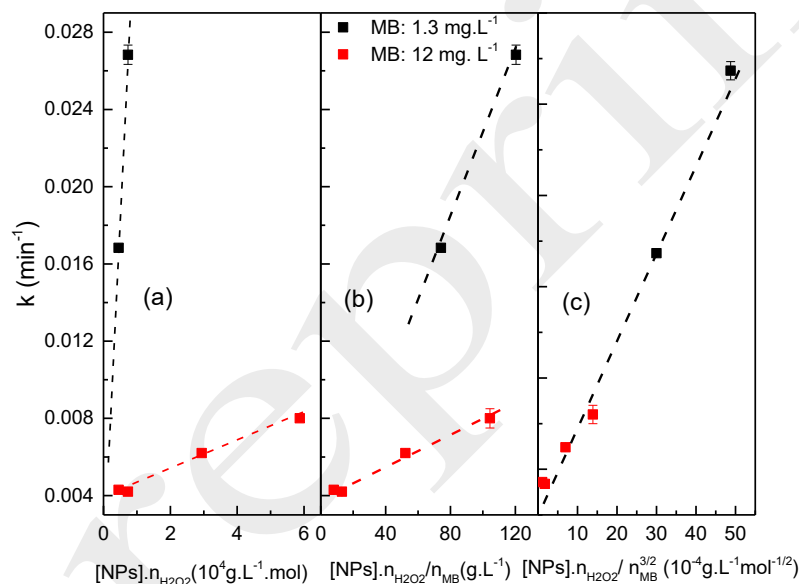 0.028
0.024
0.020
0.016
0.012
0.008
0.004
k (min⁻¹)
MB: 1.3 mg.L⁻¹
MB: 12 mg. L⁻¹
(a)
(b)
(c)
0 2 4 6
0 40 80 120
0 10 20 30 40 50
[NPs].n_H2O2(10⁴g.L⁻¹.mol)
[NPs].n_H2O2/n_MB(g.L⁻¹)
[NPs].n_H2O2/ n_MB^3/2 (10⁻⁴g.L⁻¹mol⁻¹/²)
reprin